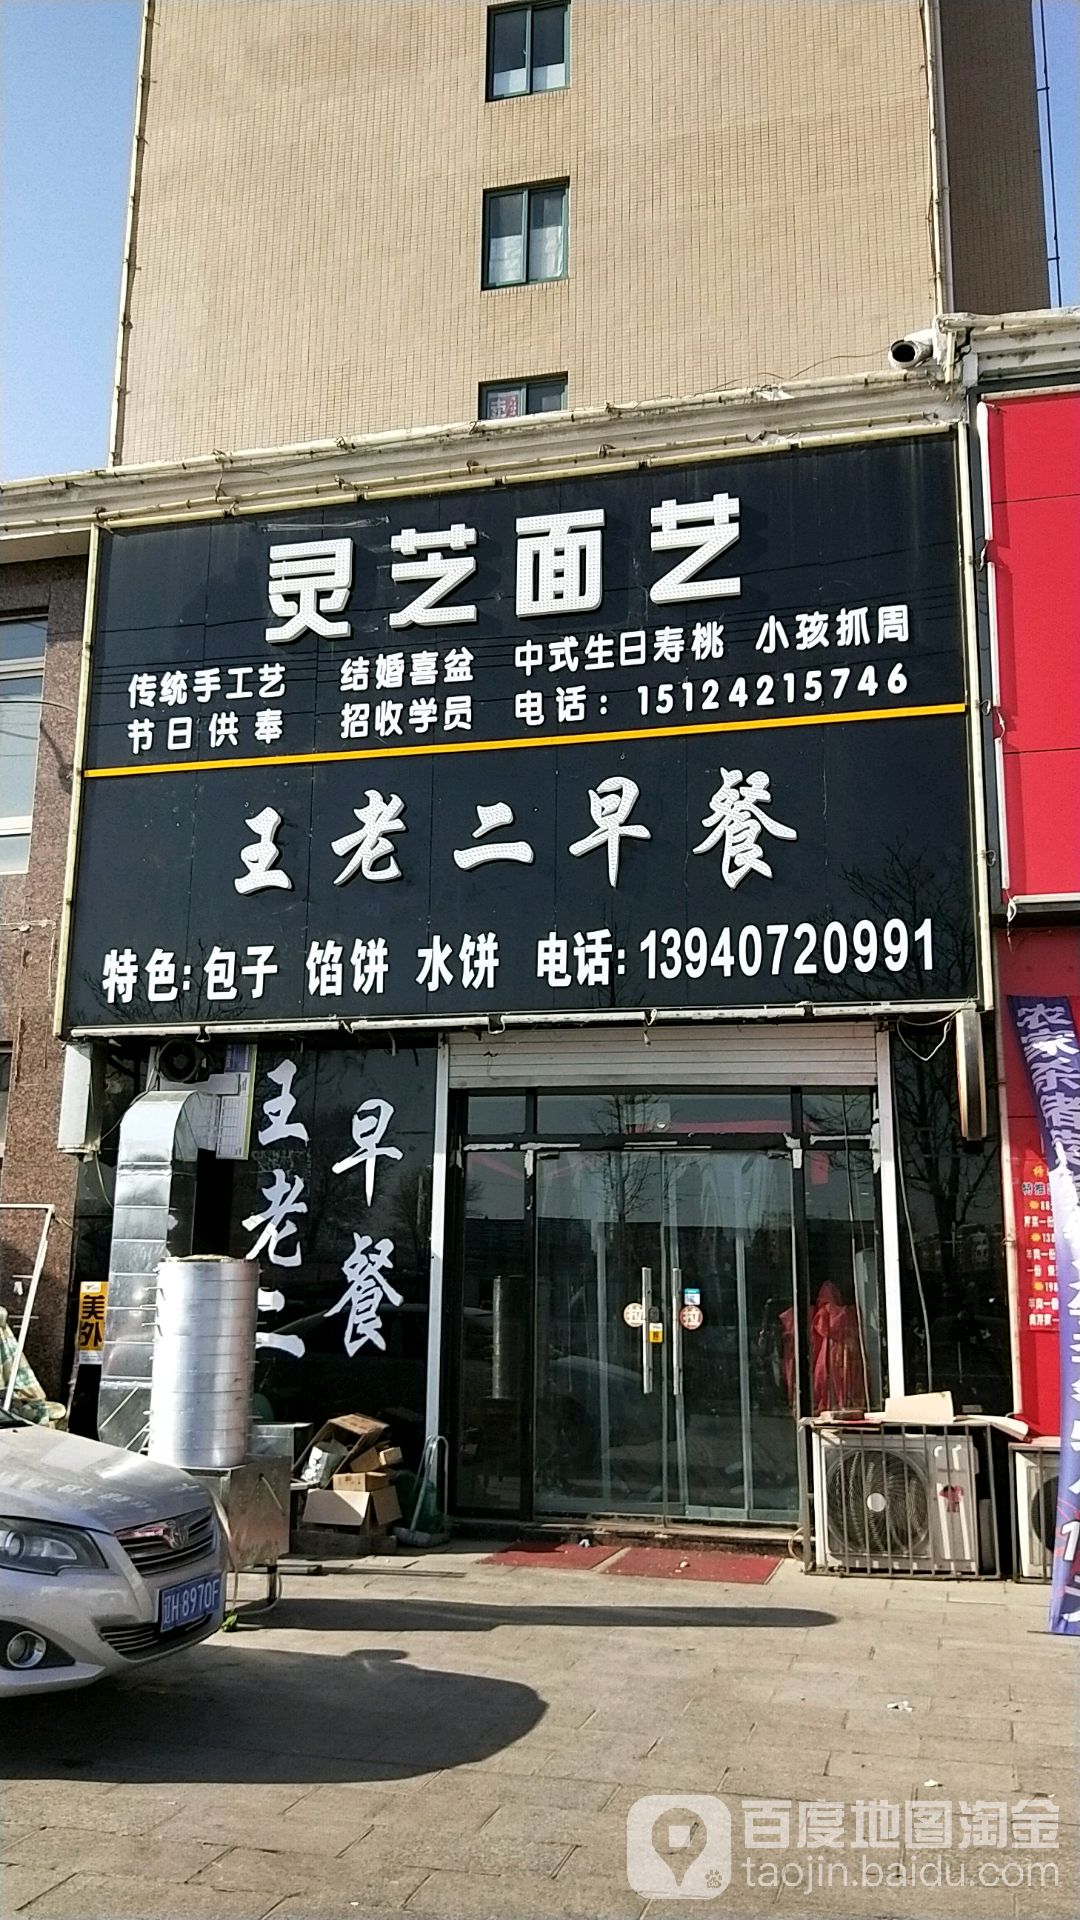 灵芝面艺
传统手工艺 结婚喜盆 中式生日寿桃 小孩抓周
节日供奉 招收学员 电话：15124215746
王老二早餐
特色:包子 馅饼 水饼 电话:13940720991
王老二
早餐
美
外
拉
拉
辽H·8970F
百度地图淘金
taojin.baidu.com